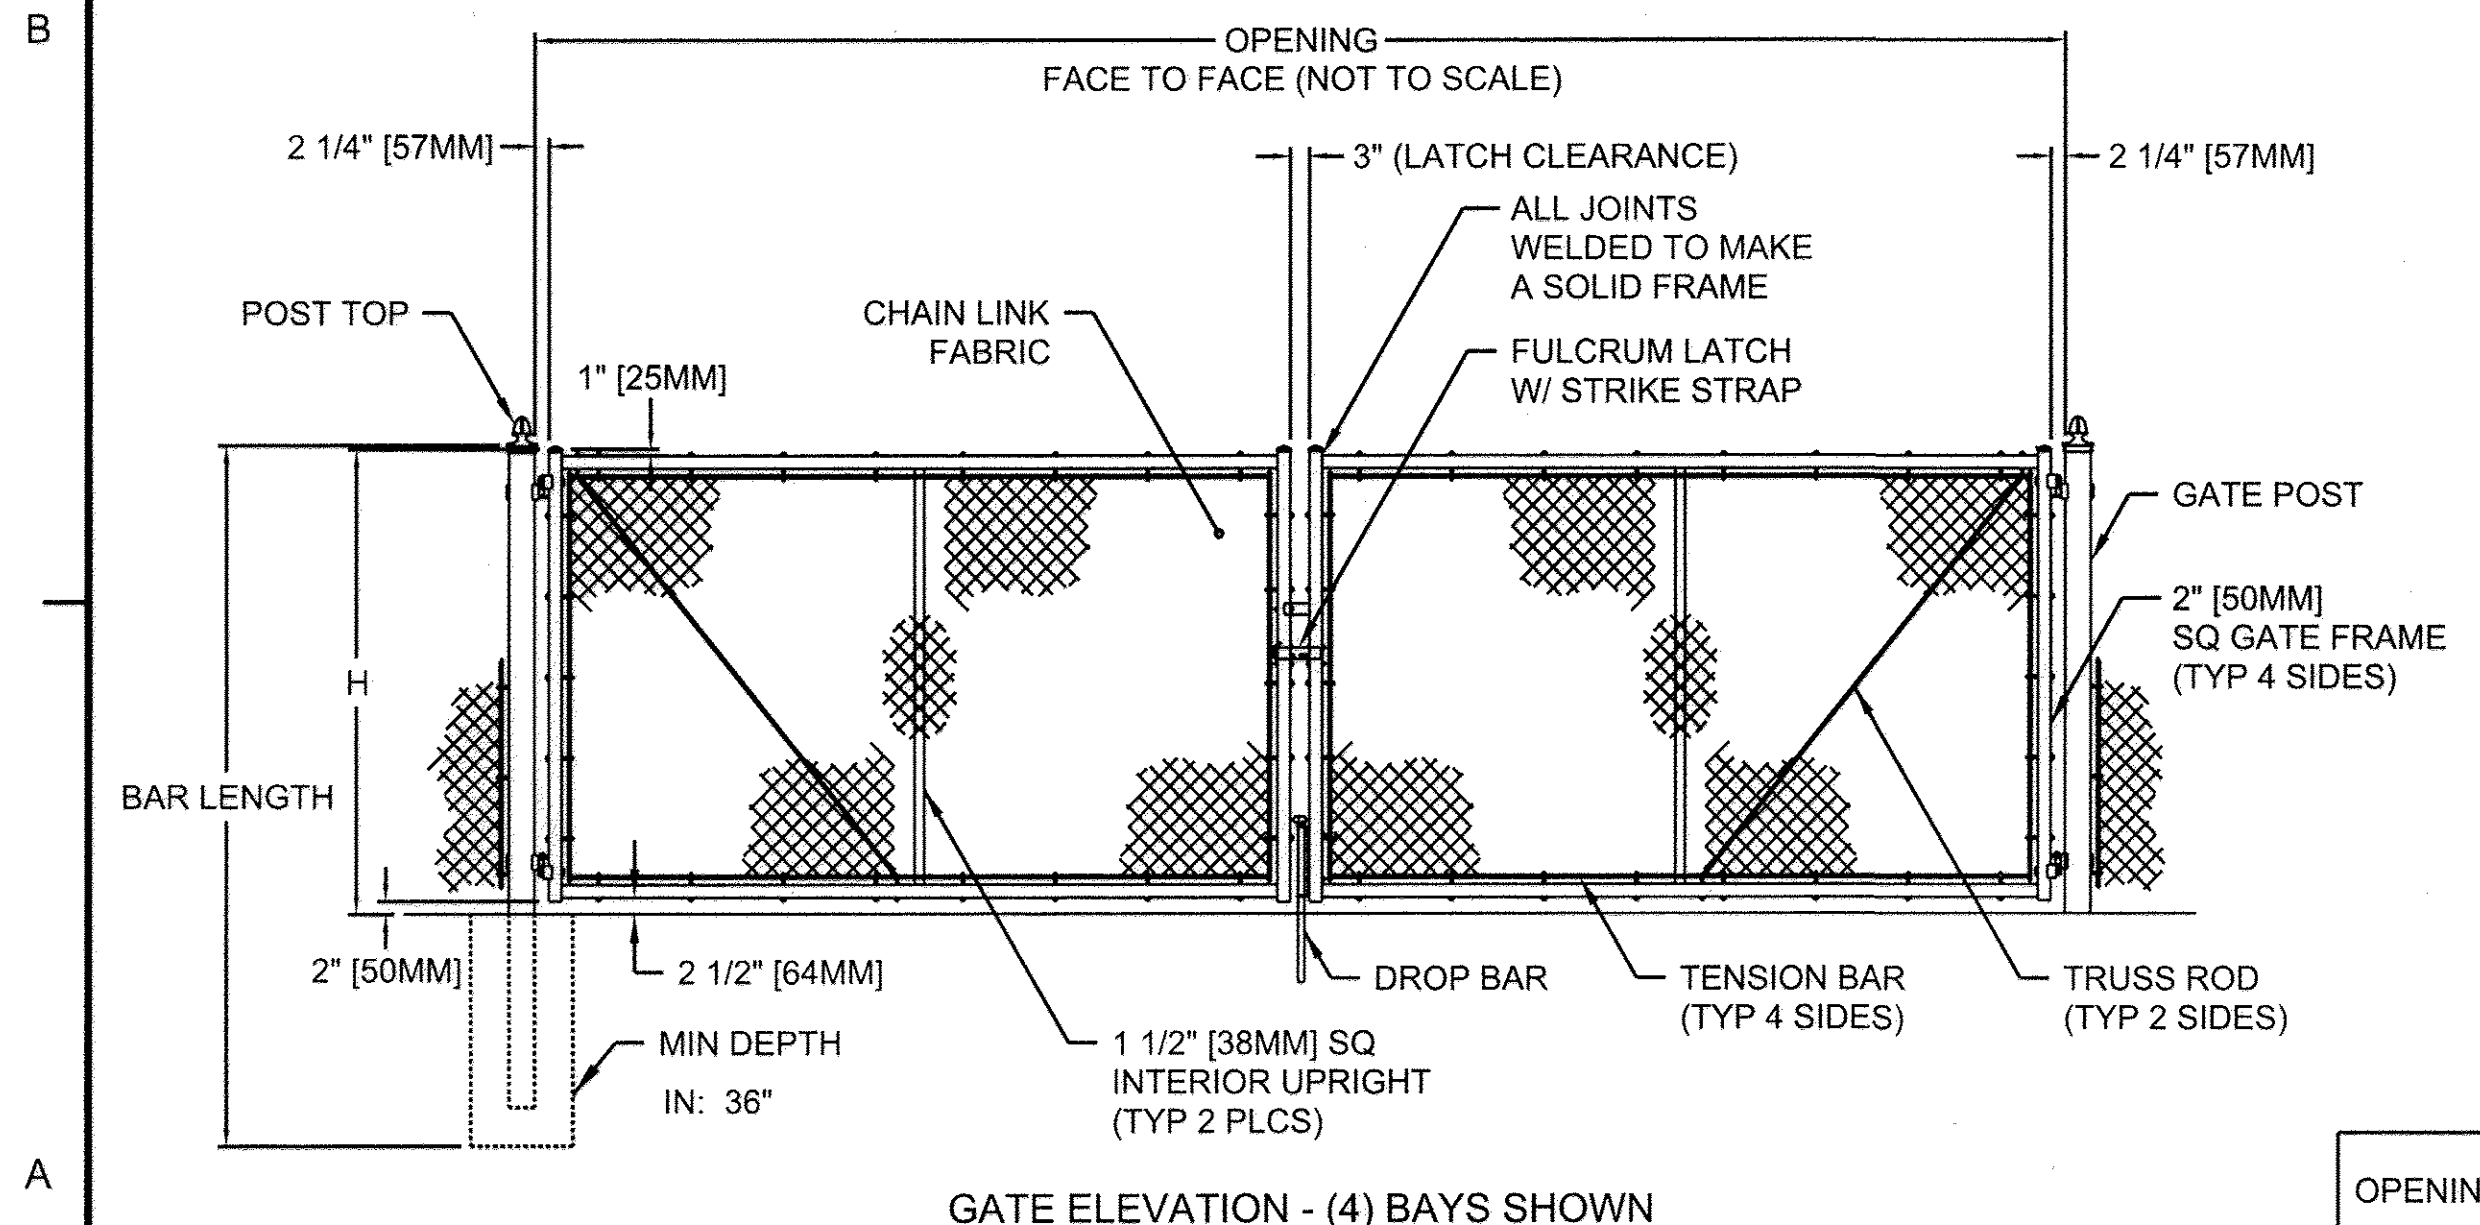 B
OPENING
FACE TO FACE (NOT TO SCALE)
2 1/4" [57MM]
3" (LATCH CLEARANCE)
2 1/4" [57MM]
ALL JOINTS
WELDED TO MAKE
A SOLID FRAME
POST TOP
CHAIN LINK
FABRIC
FULCRUM LATCH
W/ STRIKE STRAP
1" [25MM]
GATE POST
2" [50MM]
SQ GATE FRAME
(TYP 4 SIDES)
H
BAR LENGTH
2" [50MM]
2 1/2" [64MM]
DROP BAR
TENSION BAR
(TYP 4 SIDES)
TRUSS ROD
(TYP 2 SIDES)
MIN DEPTH
IN: 36"
1 1/2" [38MM] SQ
INTERIOR UPRIGHT
(TYP 2 PLCS)
A
GATE ELEVATION - (4) BAYS SHOWN
OPENIN